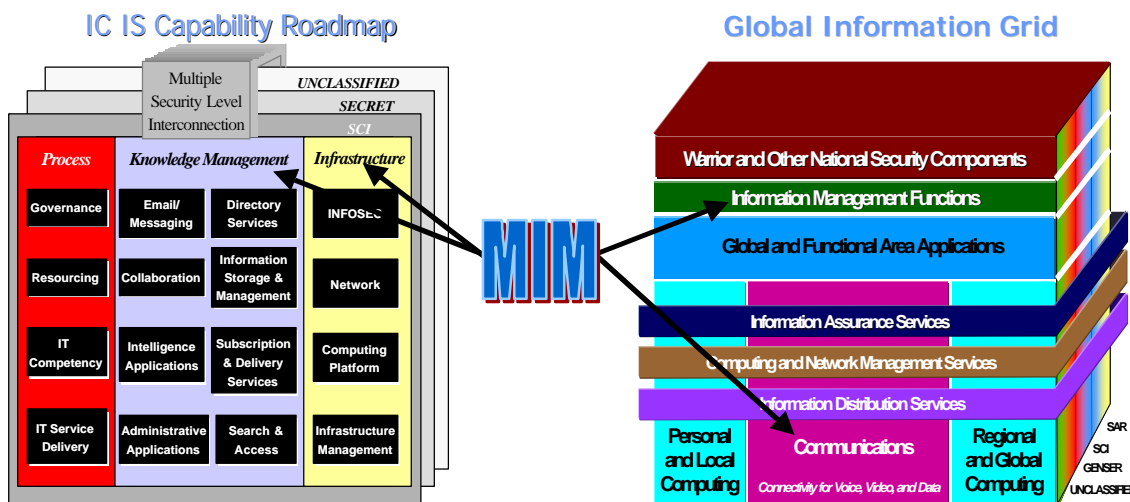 IC IS Capability Roadmap
Multiple
Security Level
Interconnection
UNCLASSIFIED
SECRET
SCI
Process
Governance
Resourcing
IT
Competency
IT Service
Delivery
Knowledge Management
Email/
Messaging
Directory
Services
Collaboration
Information
Storage &
Management
Intelligence
Applications
Subscription
& Delivery
Services
Administrative
Applications
Search &
Access
Infrastructure
INFOSEC
Network
Computing
Platform
Infrastructure
Management
MIM
Global Information Grid
Warrior and Other National Security Components
Information Management Functions
Global and Functional Area Applications
Information Assurance Services
Computing and Network Management Services
Information Distribution Services
Personal
and Local
Computing
Communications
Connectivity for Voice, Video, and Data
Regional
and Global
Computing
SAR
SCI
GENSER
UNCLASSIFIED